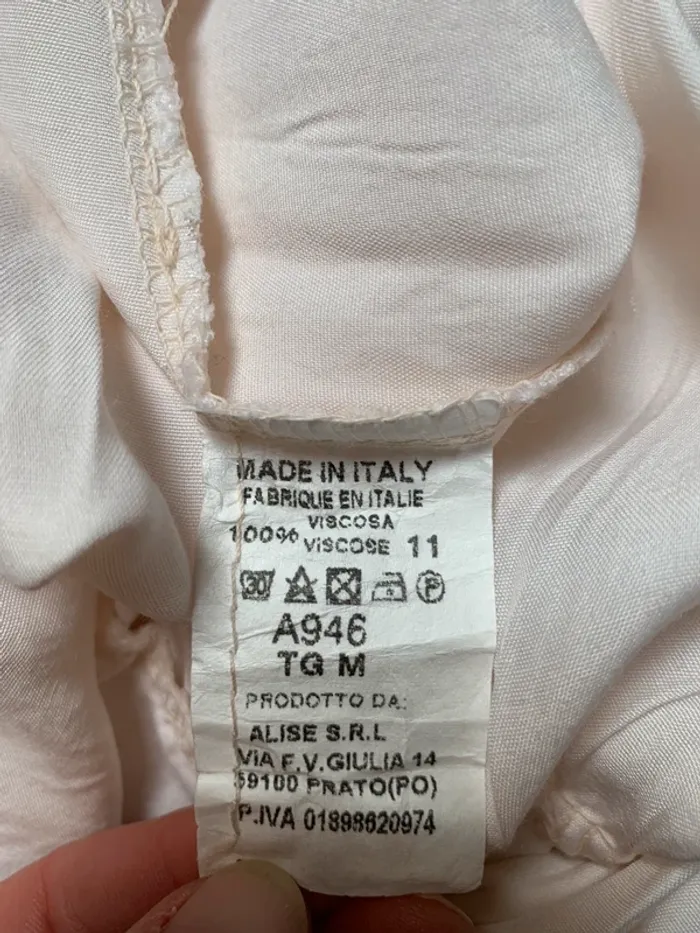 MADE IN ITALY
FABRIQUE EN ITALIE
VISCOSA
100% VISCOSE 11
30 P
A946
TG M
PRODOTTO DA:
ALISE S.R.L
VIA F.V.GIULIA 14
59100 PRATO(PO)
P.IVA 01898620974